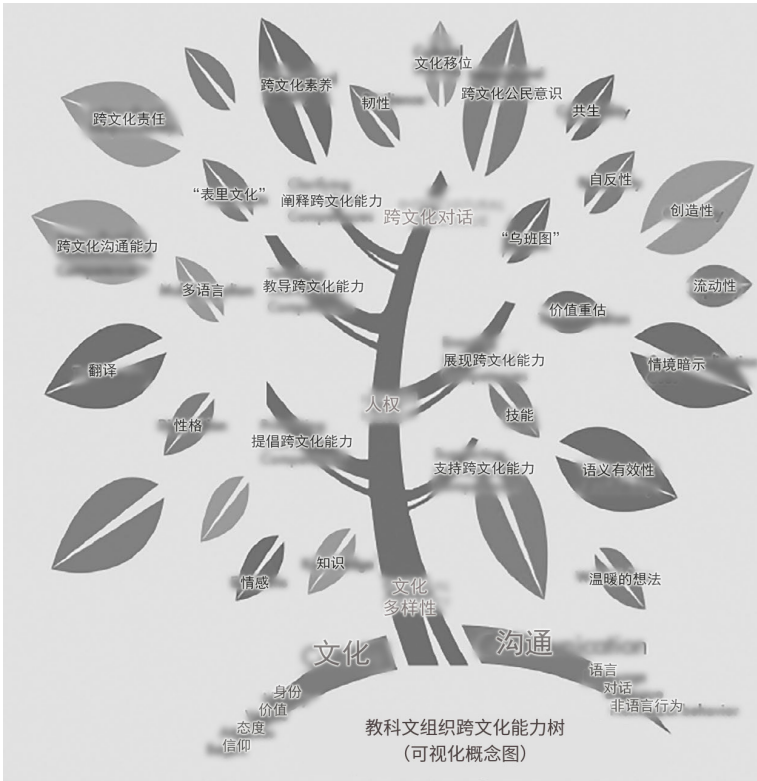 文化移位
跨文化素养
韧性
跨文化公民意识
共生
跨文化责任
“表里文化”
阐释跨文化能力
跨文化对话
自反性
创造性
跨文化沟通能力
“乌班图”
教导跨文化能力
多语言
流动性
价值重估
翻译
展现跨文化能力
情境暗示
人权
性格
技能
提倡跨文化能力
支持跨文化能力
语义有效性
情感
知识
温暖的想法
文化
多样性
文化
沟通
身份
价值
态度
信仰
语言
对话
非语言行为
教科文组织跨文化能力树
（可视化概念图）